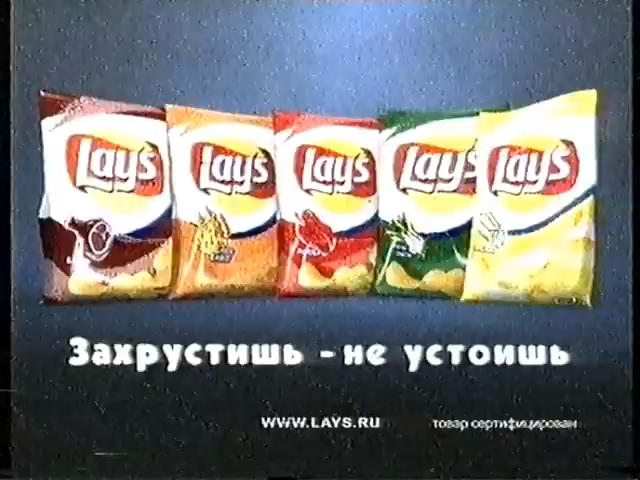 Lay's Lay's Lay's Lay's Lay's
Захрустишь - не устоишь
WWW.LAYS.RU товар сертифицирован